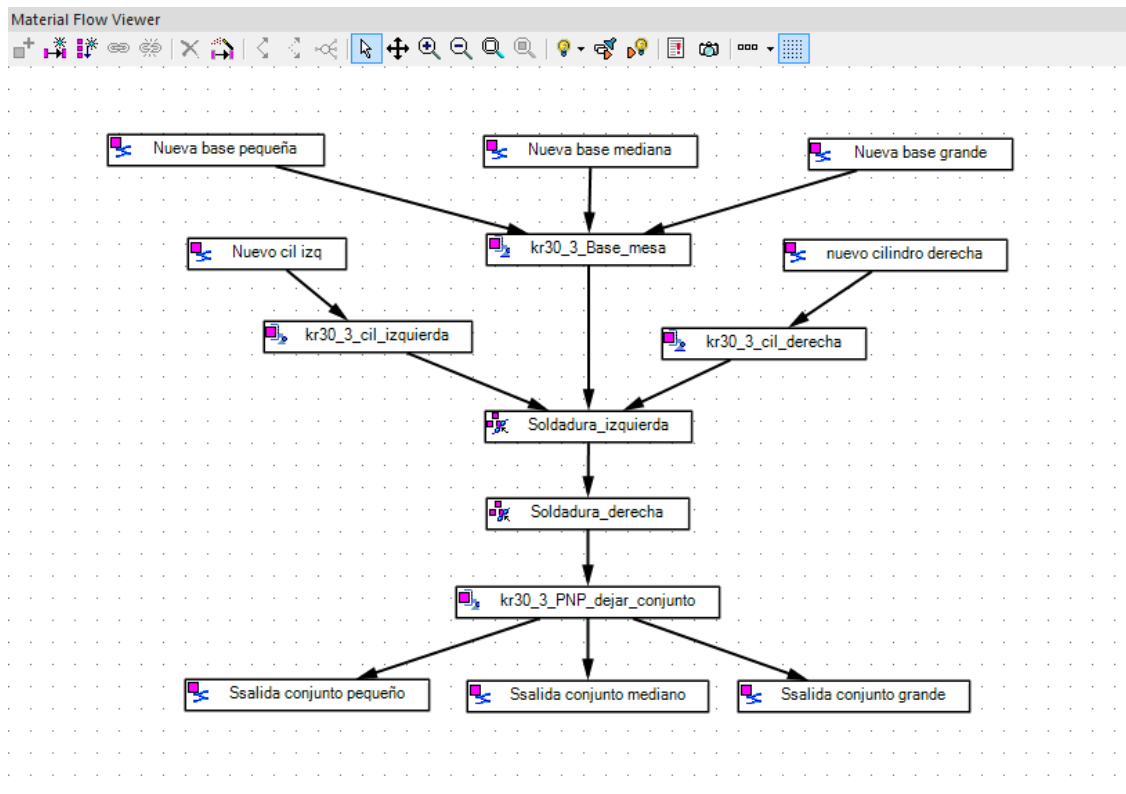 Material Flow Viewer
Nueva base pequeña
Nueva base mediana
Nueva base grande
Nuevo cil izq
kr30_3_Base_mesa
nuevo cilindro derecha
kr30_3_cil_izquierda
kr30_3_cil_derecha
Soldadura_izquierda
Soldadura_derecha
kr30_3_PNP_dejar_conjunto
Ssalida conjunto pequeño
Ssalida conjunto mediano
Ssalida conjunto grande